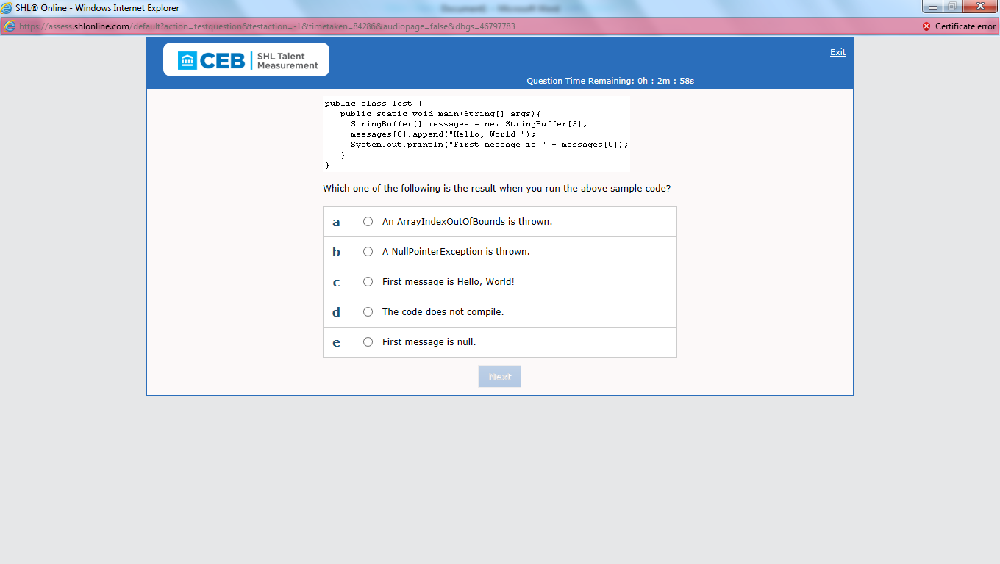 SHL® Online - Windows Internet Explorer
https://assess.shlonline.com/default?action=testquestion&testaction=-1&timetaken=84286&audiopage=false&dbgs=46797783
Certificate error
CEB
SHL Talent
Measurement
Exit
Question Time Remaining: 0h : 2m : 58s
public class Test {
public static void main(String[] args){
StringBuffer[] messages = new StringBuffer[5];
messages[0].append("Hello, World!");
System.out.println("First message is " + messages[0]);
}
}
Which one of the following is the result when you run the above sample code?
a An ArrayIndexOutOfBounds is thrown.
b A NullPointerException is thrown.
c First message is Hello, World!
d The code does not compile.
e First message is null.
Next